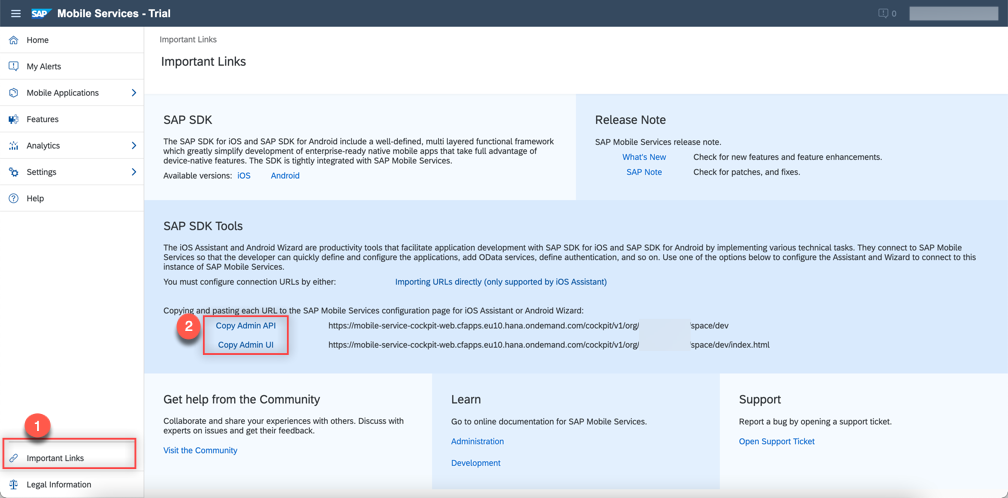 SAP Mobile Services - Trial
0
Home
My Alerts
Mobile Applications
Features
Analytics
Settings
Help
1
Important Links
Legal Information
Important Links
Important Links
SAP SDK
The SAP SDK for iOS and SAP SDK for Android include a well-defined, multi layered functional framework
which greatly simplify development of enterprise-ready native mobile apps that take full advantage of
device-native features. The SDK is tightly integrated with SAP Mobile Services.
Available versions: iOS Android
Release Note
SAP Mobile Services release note.
What's New Check for new features and feature enhancements.
SAP Note Check for patches, and fixes.
SAP SDK Tools
The iOS Assistant and Android Wizard are productivity tools that facilitate application development with SAP SDK for iOS and SAP SDK for Android by implementing various technical tasks. They connect to SAP Mobile
Services so that the developer can quickly define and configure the applications, add OData services, define authentication, and so on. Use one of the options below to configure the Assistant and Wizard to connect to this
instance of SAP Mobile Services.
You must configure connection URLs by either: Importing URLs directly (only supported by iOS Assistant)
Copying and pasting each URL to the SAP Mobile Services configuration page for iOS Assistant or Android Wizard:
2
Copy Admin API https://mobile-service-cockpit-web.cfapps.eu10.hana.ondemand.com/cockpit/v1/org/ /space/dev
Copy Admin UI https://mobile-service-cockpit-web.cfapps.eu10.hana.ondemand.com/cockpit/v1/org/ /space/dev/index.html
Get help from the Community
Collaborate and share your experiences with others. Discuss with
experts on issues and get their feedback.
Visit the Community
Learn
Go to online documentation for SAP Mobile Services.
Administration
Development
Support
Report a bug by opening a support ticket.
Open Support Ticket